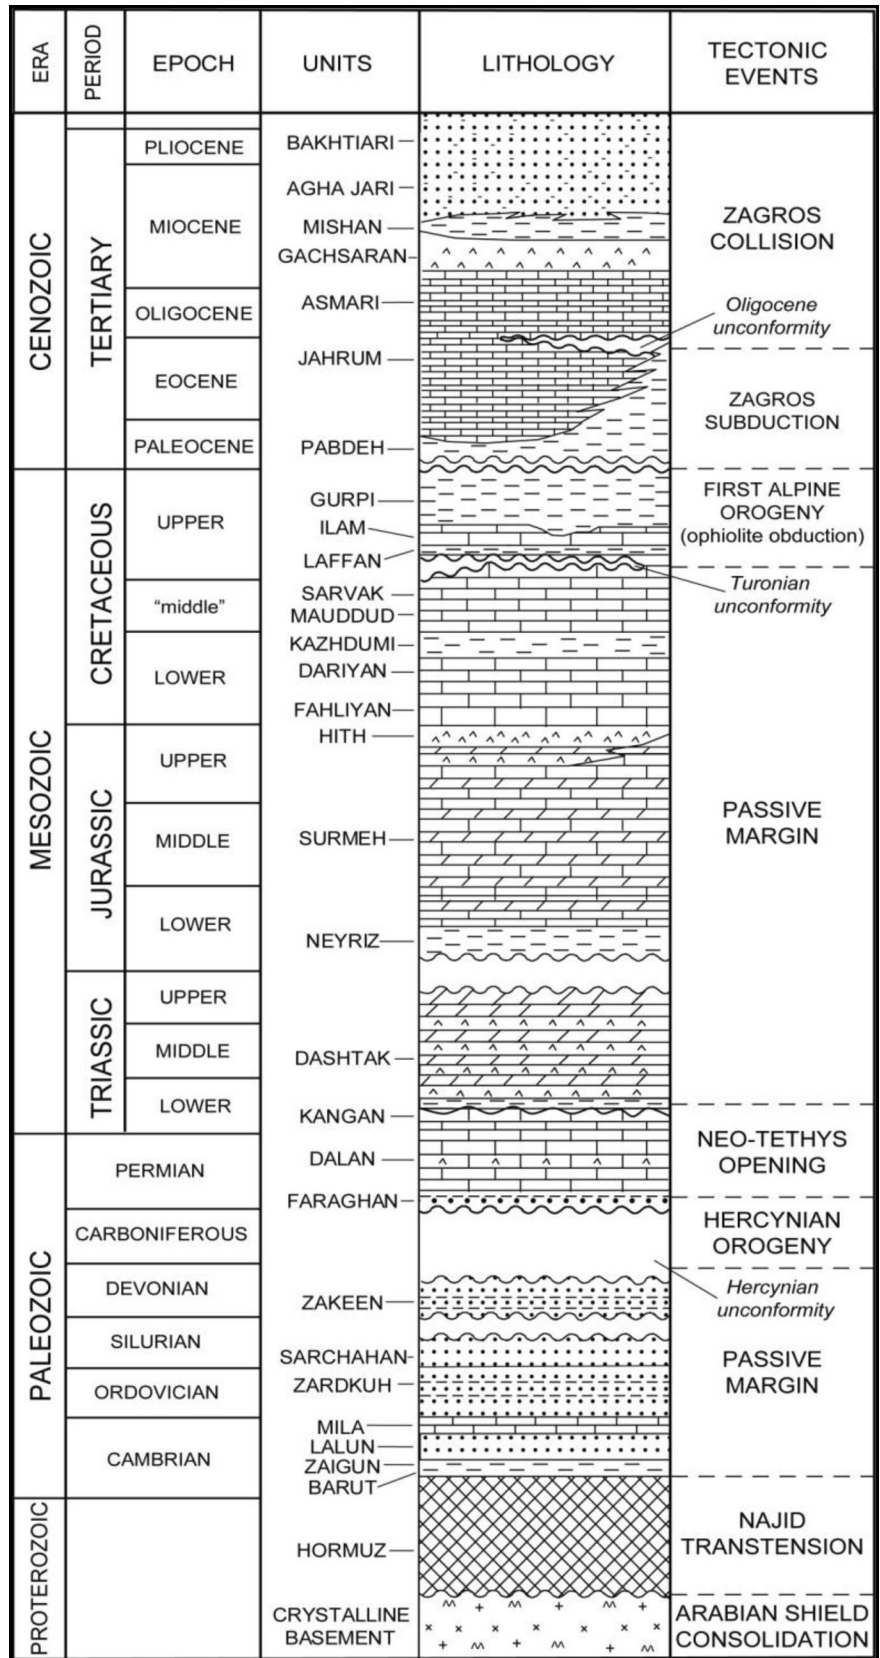 ERA
PERIOD
EPOCH
UNITS
LITHOLOGY
TECTONIC
EVENTS
CENOZOIC
TERTIARY
PLIOCENE
MIOCENE
OLIGOCENE
EOCENE
PALEOCENE
MESOZOIC
CRETACEOUS
UPPER
“middle”
LOWER
JURASSIC
UPPER
MIDDLE
LOWER
TRIASSIC
UPPER
MIDDLE
LOWER
PALEOZOIC
PERMIAN
CARBONIFEROUS
DEVONIAN
SILURIAN
ORDOVICIAN
CAMBRIAN
PROTEROZOIC
BAKHTIARI
AGHA JARI
MISHAN
GACHSARAN
ASMARI
JAHRUM
PABDEH
GURPI
ILAM
LAFFAN
SARVAK
MAUDDUD
KAZHDUMI
DARIYAN
FAHLIYAN
HITH
SURMEH
NEYRIZ
DASHTAK
KANGAN
DALAN
FARAGHAN
ZAKEEN
SARCHAHAN
ZARDKUH
MILA
LALUN
ZAIGUN
BARUT
HORMUZ
CRYSTALLINE
BASEMENT
ZAGROS
COLLISION
Oligocene
unconformity
ZAGROS
SUBDUCTION
FIRST ALPINE
OROGENY
(ophiolite obduction)
Turonian
unconformity
PASSIVE
MARGIN
NEO-TETHYS
OPENING
HERCYNIAN
OROGENY
Hercynian
unconformity
PASSIVE
MARGIN
NAJID
TRANSTENSION
ARABIAN SHIELD
CONSOLIDATION